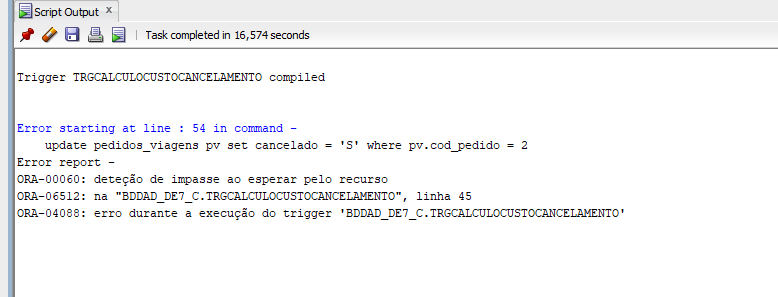 Script Output x
Task completed in 16,574 seconds
Trigger TRGCALCULOCUSTOCANCELAMENTO compiled
Error starting at line : 54 in command -
update pedidos_viagens pv set cancelado = 'S' where pv.cod_pedido = 2
Error report -
ORA-00060: deteção de impasse ao esperar pelo recurso
ORA-06512: na "BDDAD_DE7_C.TRGCALCULOCUSTOCANCELAMENTO", linha 45
ORA-04088: erro durante a execução do trigger 'BDDAD_DE7_C.TRGCALCULOCUSTOCANCELAMENTO'